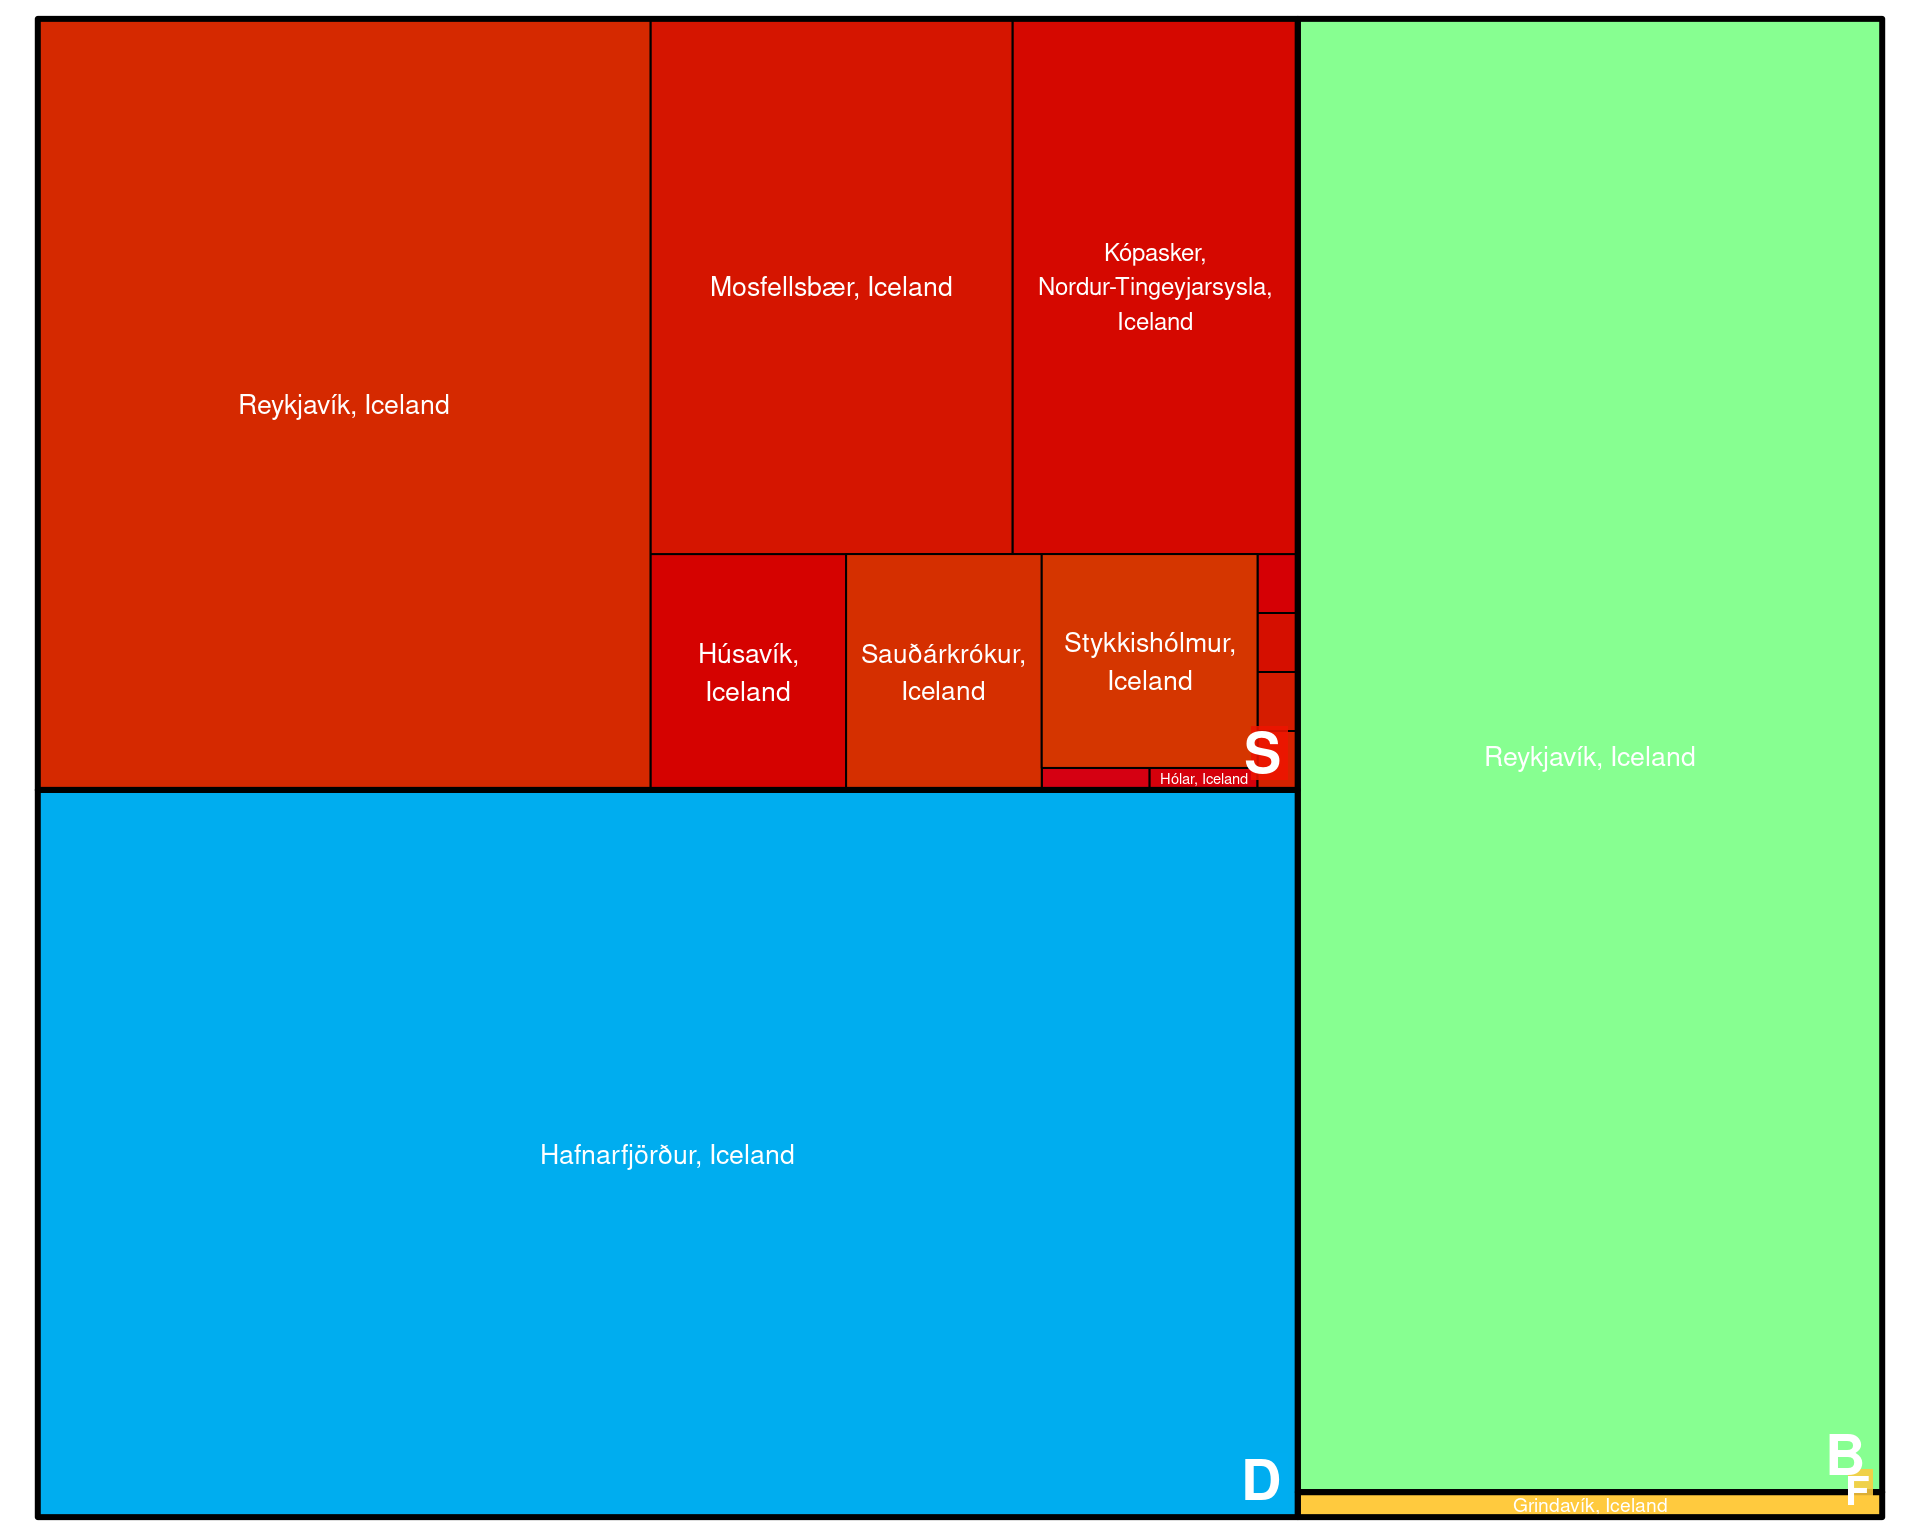 Reykjavík, Iceland
Mosfellsbær, Iceland
Kópasker,
Nordur-Tingeyjarsysla,
Iceland
Húsavík,
Iceland
Sauðárkrókur,
Iceland
Stykkishólmur,
Iceland
Hólar, Iceland
S
Hafnarfjörður, Iceland
D
Reykjavík, Iceland
B
Grindavík, Iceland
F